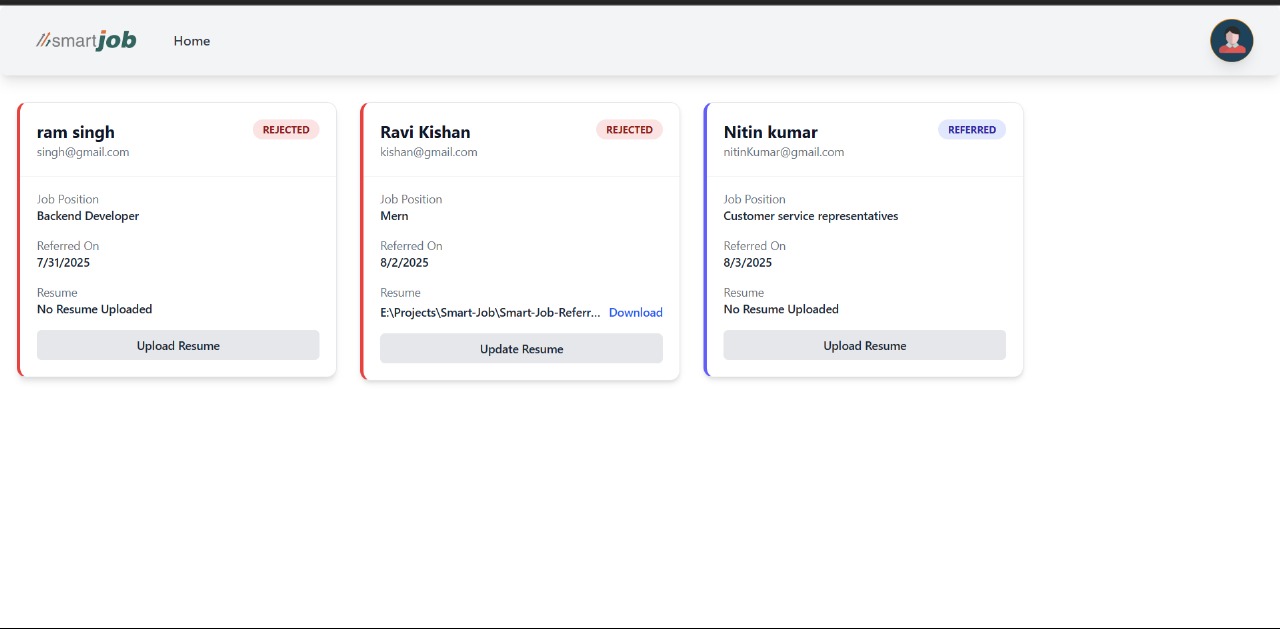 smartjob
Home
ram singh
REJECTED
singh@gmail.com
Job Position
Backend Developer
Referred On
7/31/2025
Resume
No Resume Uploaded
Upload Resume
Ravi Kishan
REJECTED
kishan@gmail.com
Job Position
Mern
Referred On
8/2/2025
Resume
E:\Projects\Smart-Job\Smart-Job-Referr... Download
Update Resume
Nitin kumar
REFERRED
nitinKumar@gmail.com
Job Position
Customer service representatives
Referred On
8/3/2025
Resume
No Resume Uploaded
Upload Resume